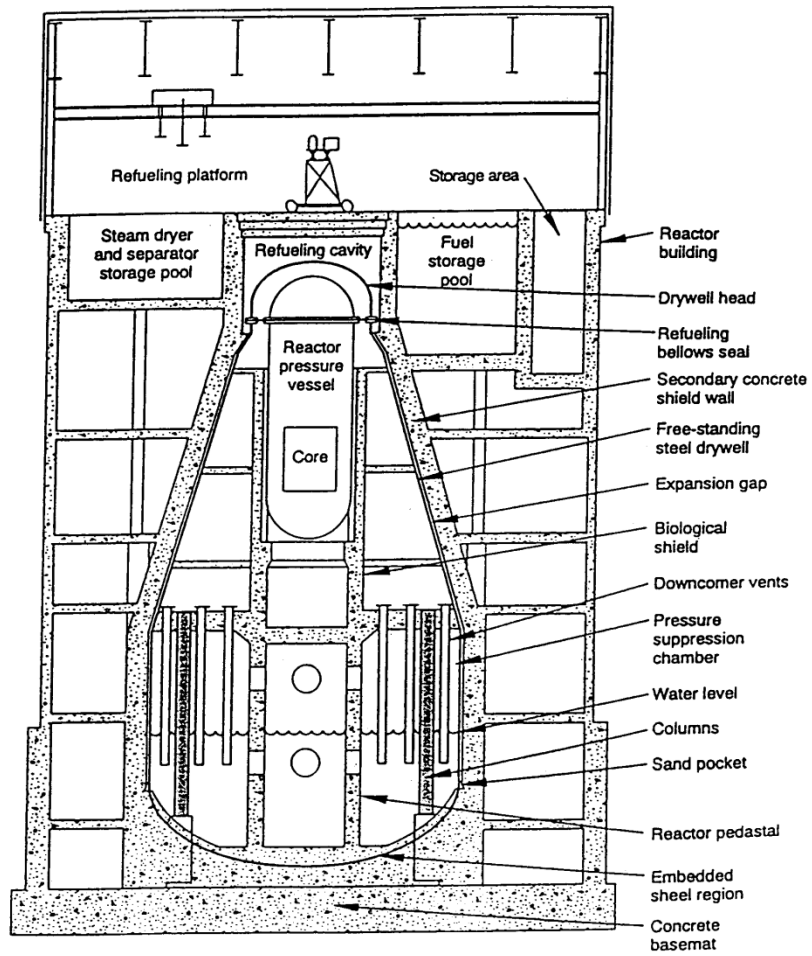 Refueling platform
Storage area
Steam dryer
and separator
storage pool
Refueling cavity
Fuel
storage
pool
Reactor
building
Drywell head
Refueling
bellows seal
Reactor
pressure
vessel
Secondary concrete
shield wall
Free-standing
steel drywell
Core
Expansion gap
Biological
shield
Downcomer vents
Pressure
suppression
chamber
Water level
Columns
Sand pocket
Reactor pedastal
Embedded
sheel region
Concrete
basemat